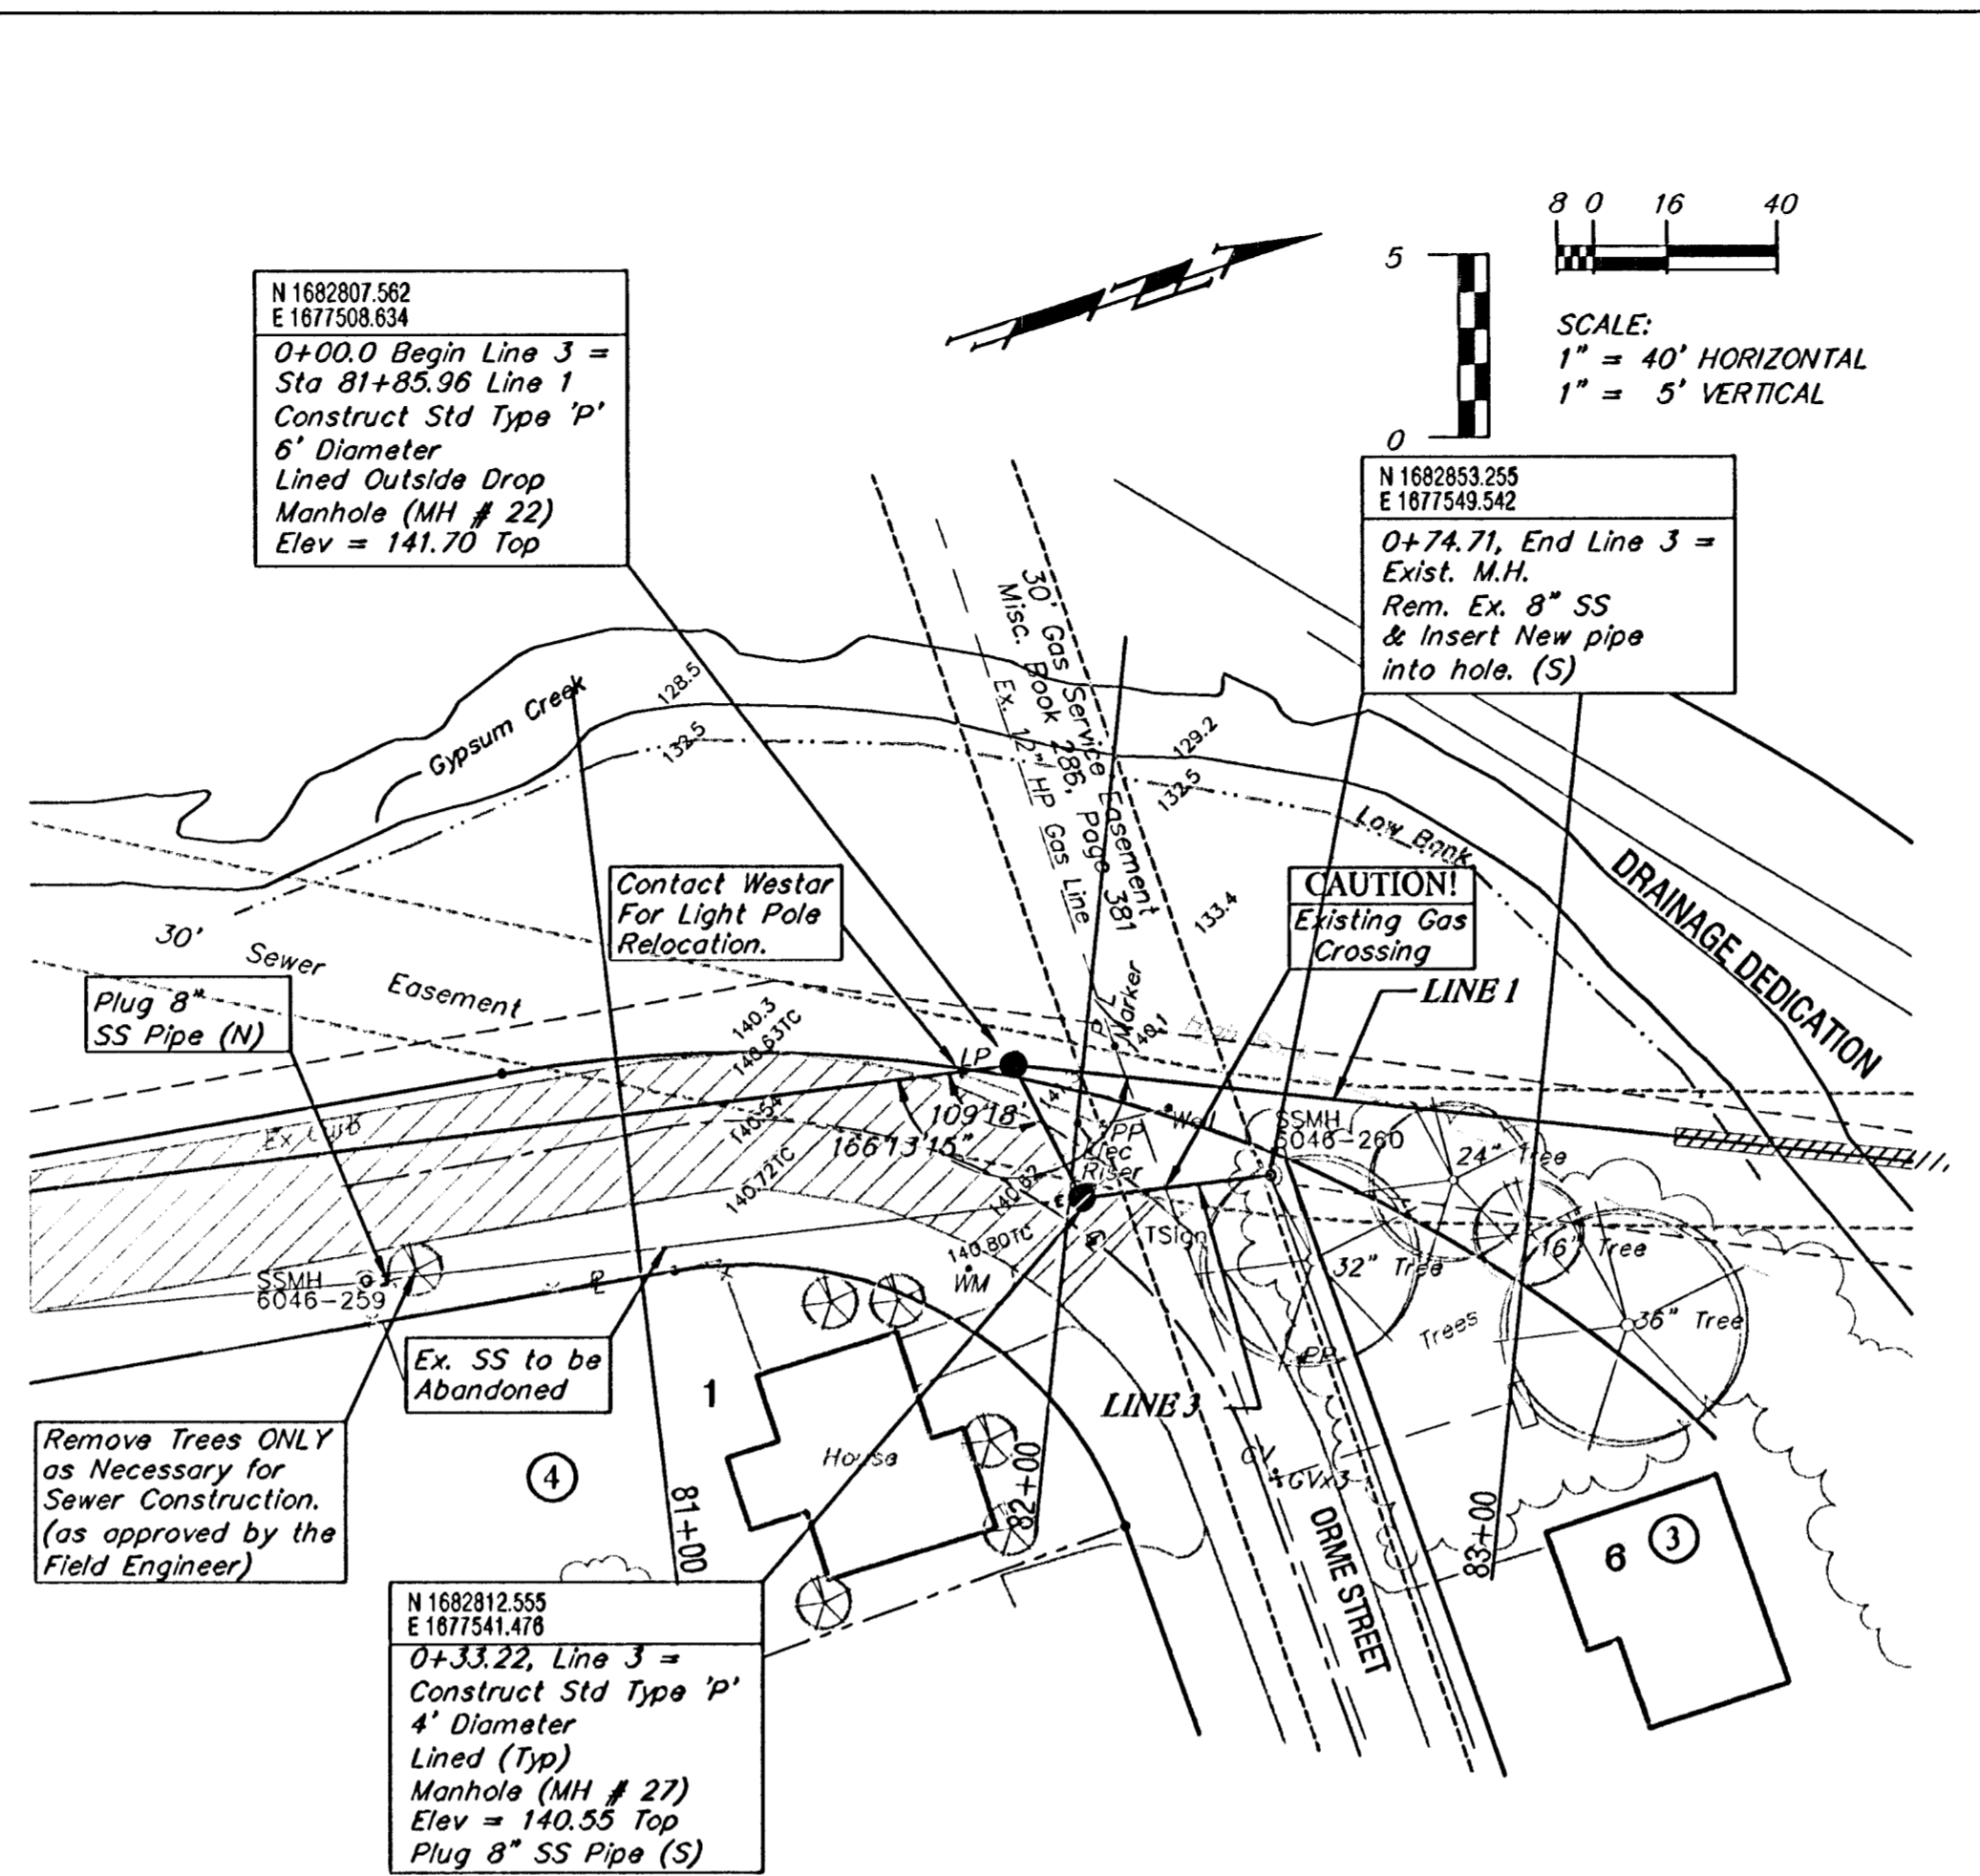 8 0 16 40
5
0
SCALE:
1" = 40' HORIZONTAL
1" = 5' VERTICAL
N 1682807.562
E 1677508.634
0+00.0 Begin Line 3 =
Sta 81+85.96 Line 1
Construct Std Type 'P'
6' Diameter
Lined Outside Drop
Manhole (MH # 22)
Elev = 141.70 Top
N 1682853.255
E 1677549.542
0+74.71, End Line 3 =
Exist. M.H.
Rem. Ex. 8" SS
& Insert New pipe
into hole. (S)
30' Gas Service Easement
Misc. Book 286, Page 381
Ex. 12" HP Gas Line
Gypsum Creek
128.5
132.5
129.2
132.5
133.4
Low Bank
DRAINAGE DEDICATION
Contact Westar
For Light Pole
Relocation.
CAUTION!
Existing Gas
Crossing
LINE 1
30' Sewer Easement
Plug 8"
SS Pipe (N)
140.3
140.63TC
LP
P L
Marker
140.1
Ex Curb
140.54
109°18'
166°13'15"
140.72TC
PP
Elec
Riser
Well
SSMH
6046-260
24" Tree
140.62
140.80TC
TSign
WM
16" Tree
32" Tree
36" Tree
Trees
PP
SSMH
6046-259
Ex. SS to be
Abandoned
1
House
LINE 3
GV
GVx3
Remove Trees ONLY
as Necessary for
Sewer Construction.
(as approved by the
Field Engineer)
4
81+00
82+00
83+00
ORME STREET
6
3
N 1682812.555
E 1677541.476
0+33.22, Line 3 =
Construct Std Type 'P'
4' Diameter
Lined (Typ)
Manhole (MH # 27)
Elev = 140.55 Top
Plug 8" SS Pipe (S)